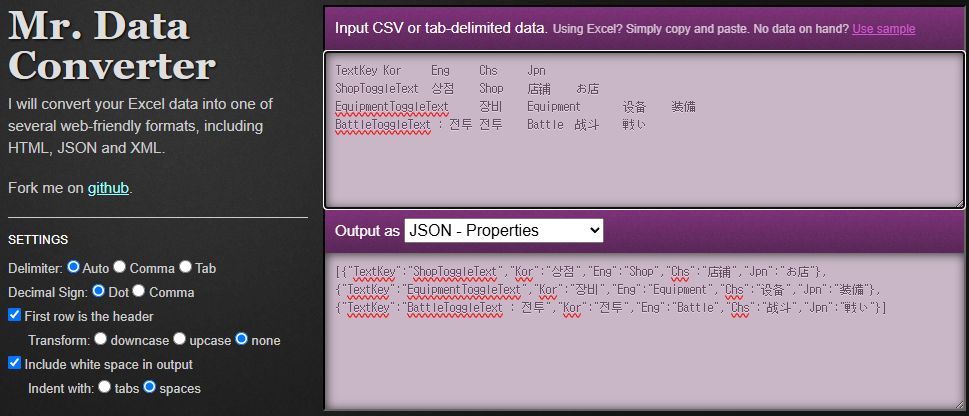 Mr. Data
Converter
I will convert your Excel data into one of
several web-friendly formats, including
HTML, JSON and XML.
Fork me on github.
SETTINGS
Delimiter: Auto Comma Tab
Decimal Sign: Dot Comma
First row is the header
Transform: downcase upcase none
Include white space in output
Indent with: tabs spaces
Input CSV or tab-delimited data. Using Excel? Simply copy and paste. No data on hand? Use sample
TextKey Kor Eng Chs Jpn
ShopToggleText 상점 Shop 店铺 お店
EquipmentToggleText 장비 Equipment 设备 装備
BattleToggleText : 전투 전투 Battle 战斗 戦い
Output as JSON - Properties
[{"TextKey":"ShopToggleText","Kor":"상점","Eng":"Shop","Chs":"店铺","Jpn":"お店"},
{"TextKey":"EquipmentToggleText","Kor":"장비","Eng":"Equipment","Chs":"设备","Jpn":"装備"},
{"TextKey":"BattleToggleText : 전투","Kor":"전투","Eng":"Battle","Chs":"战斗","Jpn":"戦い"}]